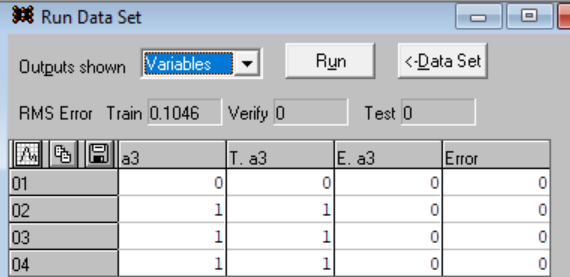 Run Data Set
Outputs shown Variables Run <-Data Set
RMS Error Train 0.1046 Verify 0 Test 0
a3 T. a3 E. a3 Error
01 0 0 0 0
02 1 1 0 0
03 1 1 0 0
04 1 1 0 0